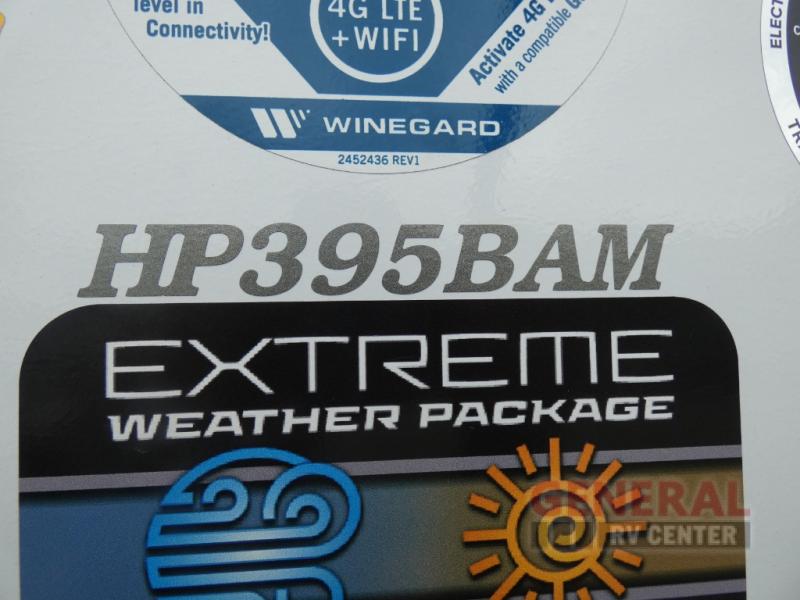 level in
Connectivity!
4G LTE
+WIFI
Activate 4G
with a compatible
WINEGARD
2452436 REV1
ELECT
HP395BAM
EXTREME
WEATHER PACKAGE
GENERAL
RV CENTER